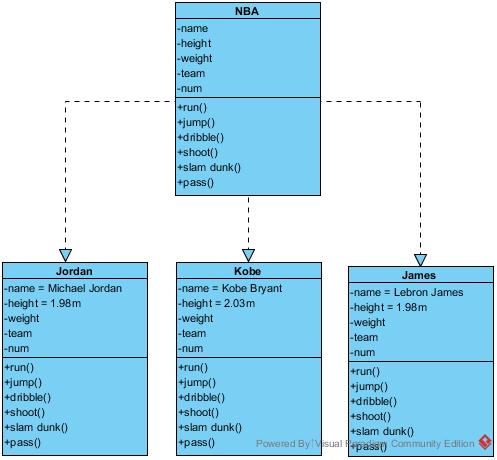 NBA
-name
-height
-weight
-team
-num
+run()
+jump()
+dribble()
+shoot()
+slam dunk()
+pass()
Jordan
-name = Michael Jordan
-height = 1.98m
-weight
-team
-num
+run()
+jump()
+dribble()
+shoot()
+slam dunk()
+pass()
Kobe
-name = Kobe Bryant
-height = 2.03m
-weight
-team
-num
+run()
+jump()
+dribble()
+shoot()
+slam dunk()
+pass()
James
-name = Lebron James
-height = 1.98m
-weight
-team
-num
+run()
+jump()
+dribble()
+shoot()
+slam dunk()
+pass()
Powered By Visual Paradigm Community Edition